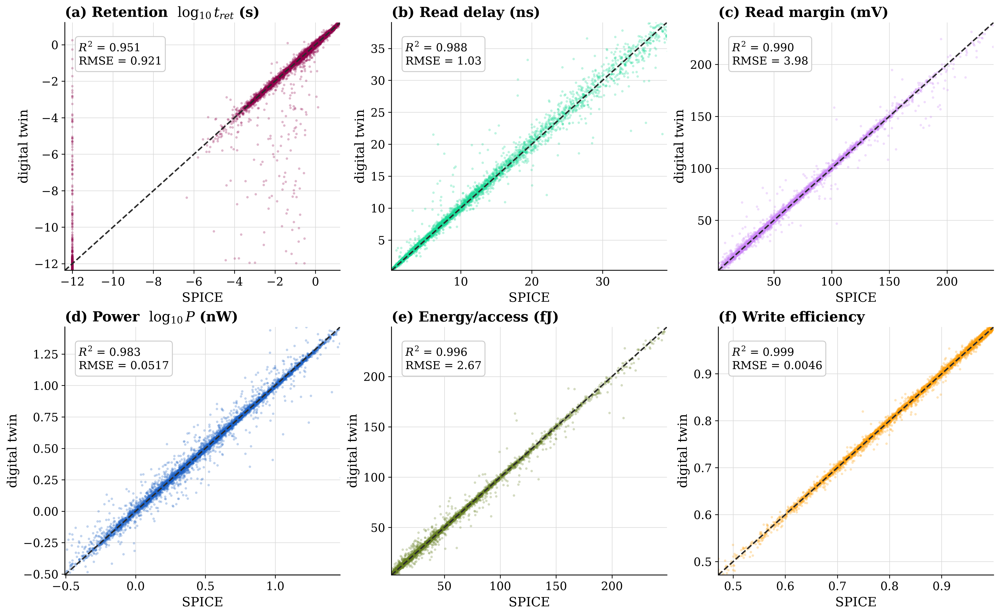 (a) Retention log₁₀ t_ret (s)
R² = 0.951
RMSE = 0.921
0
−2
−4
−6
−8
−10
−12
digital twin
−12 −10 −8 −6 −4 −2 0
SPICE
(b) Read delay (ns)
R² = 0.988
RMSE = 1.03
35
30
25
20
15
10
5
digital twin
10 20 30
SPICE
(c) Read margin (mV)
R² = 0.990
RMSE = 3.98
200
150
100
50
digital twin
50 100 150 200
SPICE
(d) Power log₁₀ P (nW)
R² = 0.983
RMSE = 0.0517
1.25
1.00
0.75
0.50
0.25
0.00
−0.25
−0.50
digital twin
−0.5 0.0 0.5 1.0
SPICE
(e) Energy/access (fJ)
R² = 0.996
RMSE = 2.67
200
150
100
50
digital twin
50 100 150 200
SPICE
(f) Write efficiency
R² = 0.999
RMSE = 0.0046
0.9
0.8
0.7
0.6
0.5
digital twin
0.5 0.6 0.7 0.8 0.9
SPICE